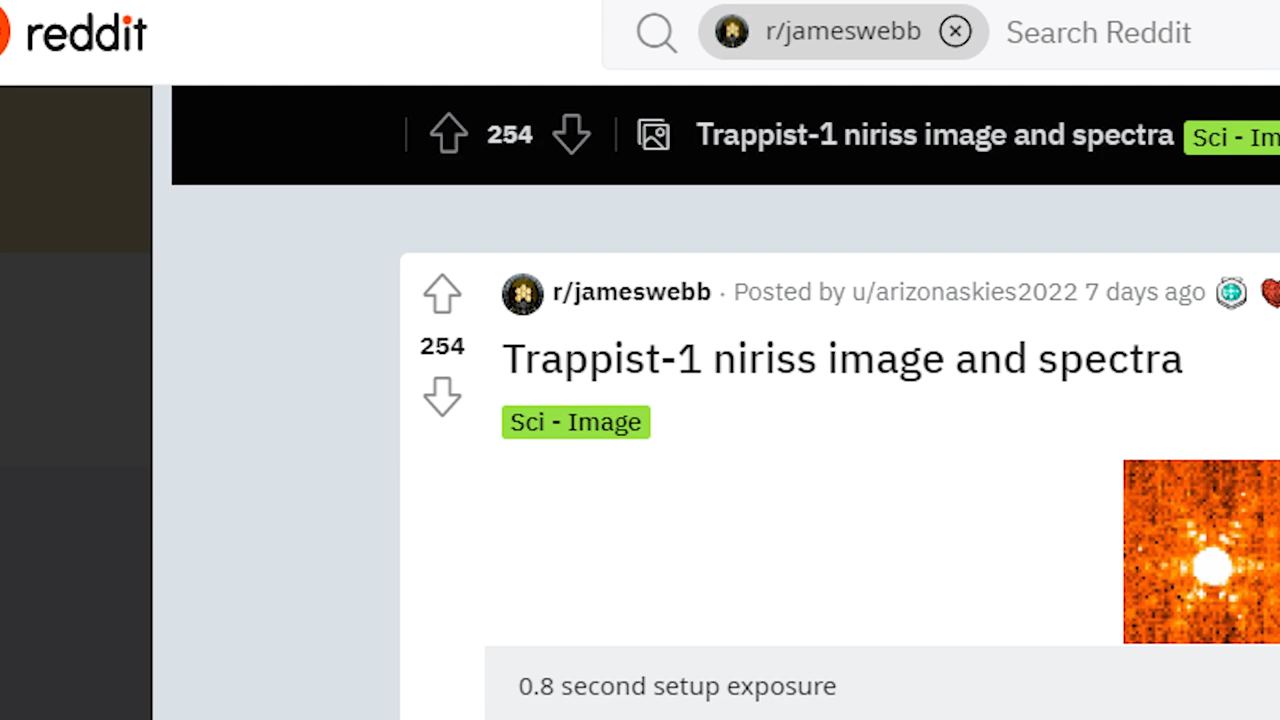 reddit
r/jameswebb
Search Reddit
254
Trappist-1 niriss image and spectra
Sci - Im
r/jameswebb · Posted by u/arizonaskies2022 7 days ago
254
Trappist-1 niriss image and spectra
Sci - Image
0.8 second setup exposure